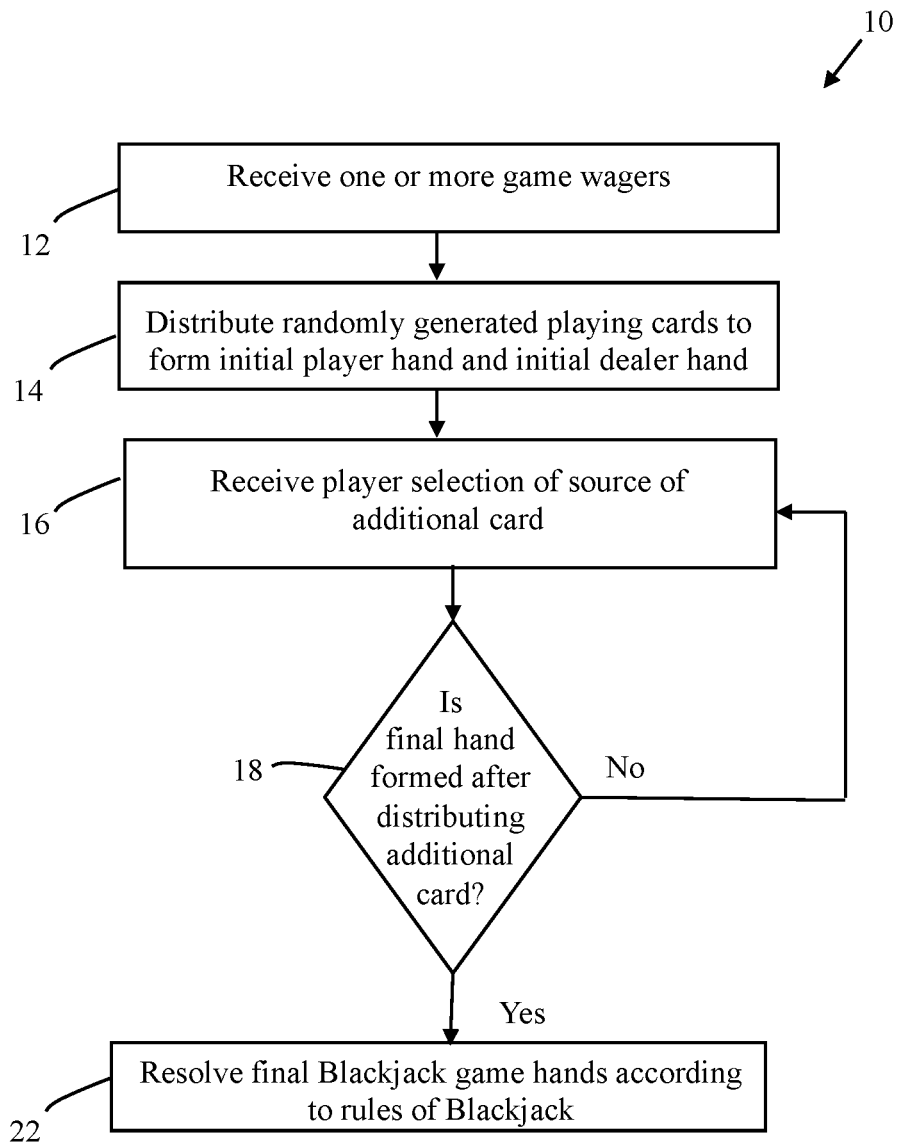 10
Receive one or more game wagers
12
Distribute randomly generated playing cards to
form initial player hand and initial dealer hand
14
Receive player selection of source of
additional card
16
Is
final hand
formed after
distributing
additional
card?
18
No
Yes
Resolve final Blackjack game hands according
to rules of Blackjack
22